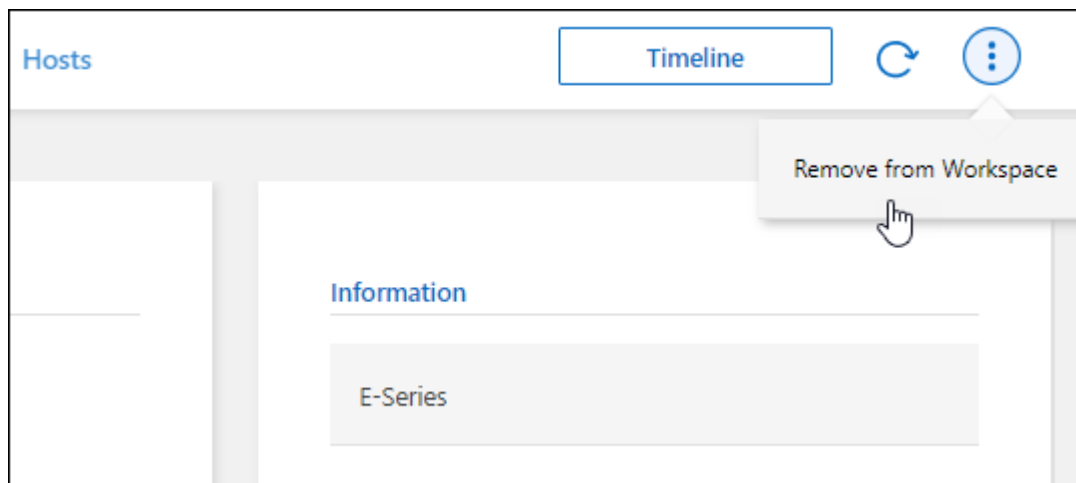 Hosts
Timeline
Remove from Workspace
Information
E-Series